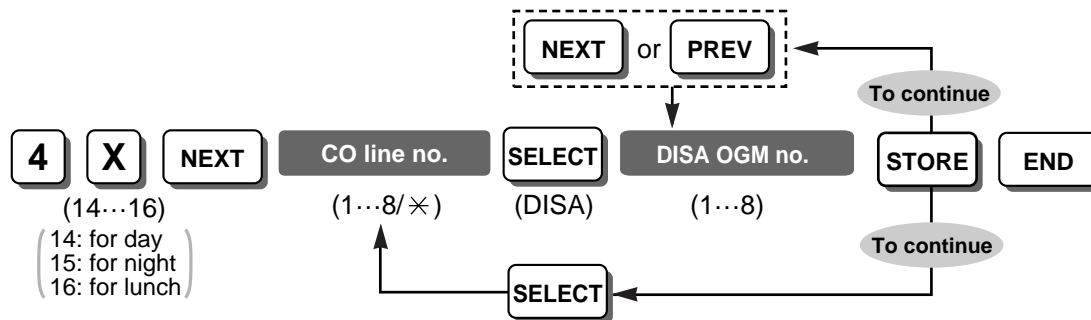 NEXT or PREV
To continue
4 X NEXT CO line no. SELECT DISA OGM no. STORE END
(14···16) (1···8/✳) (DISA) (1···8)
14: for day
15: for night
16: for lunch
To continue
SELECT